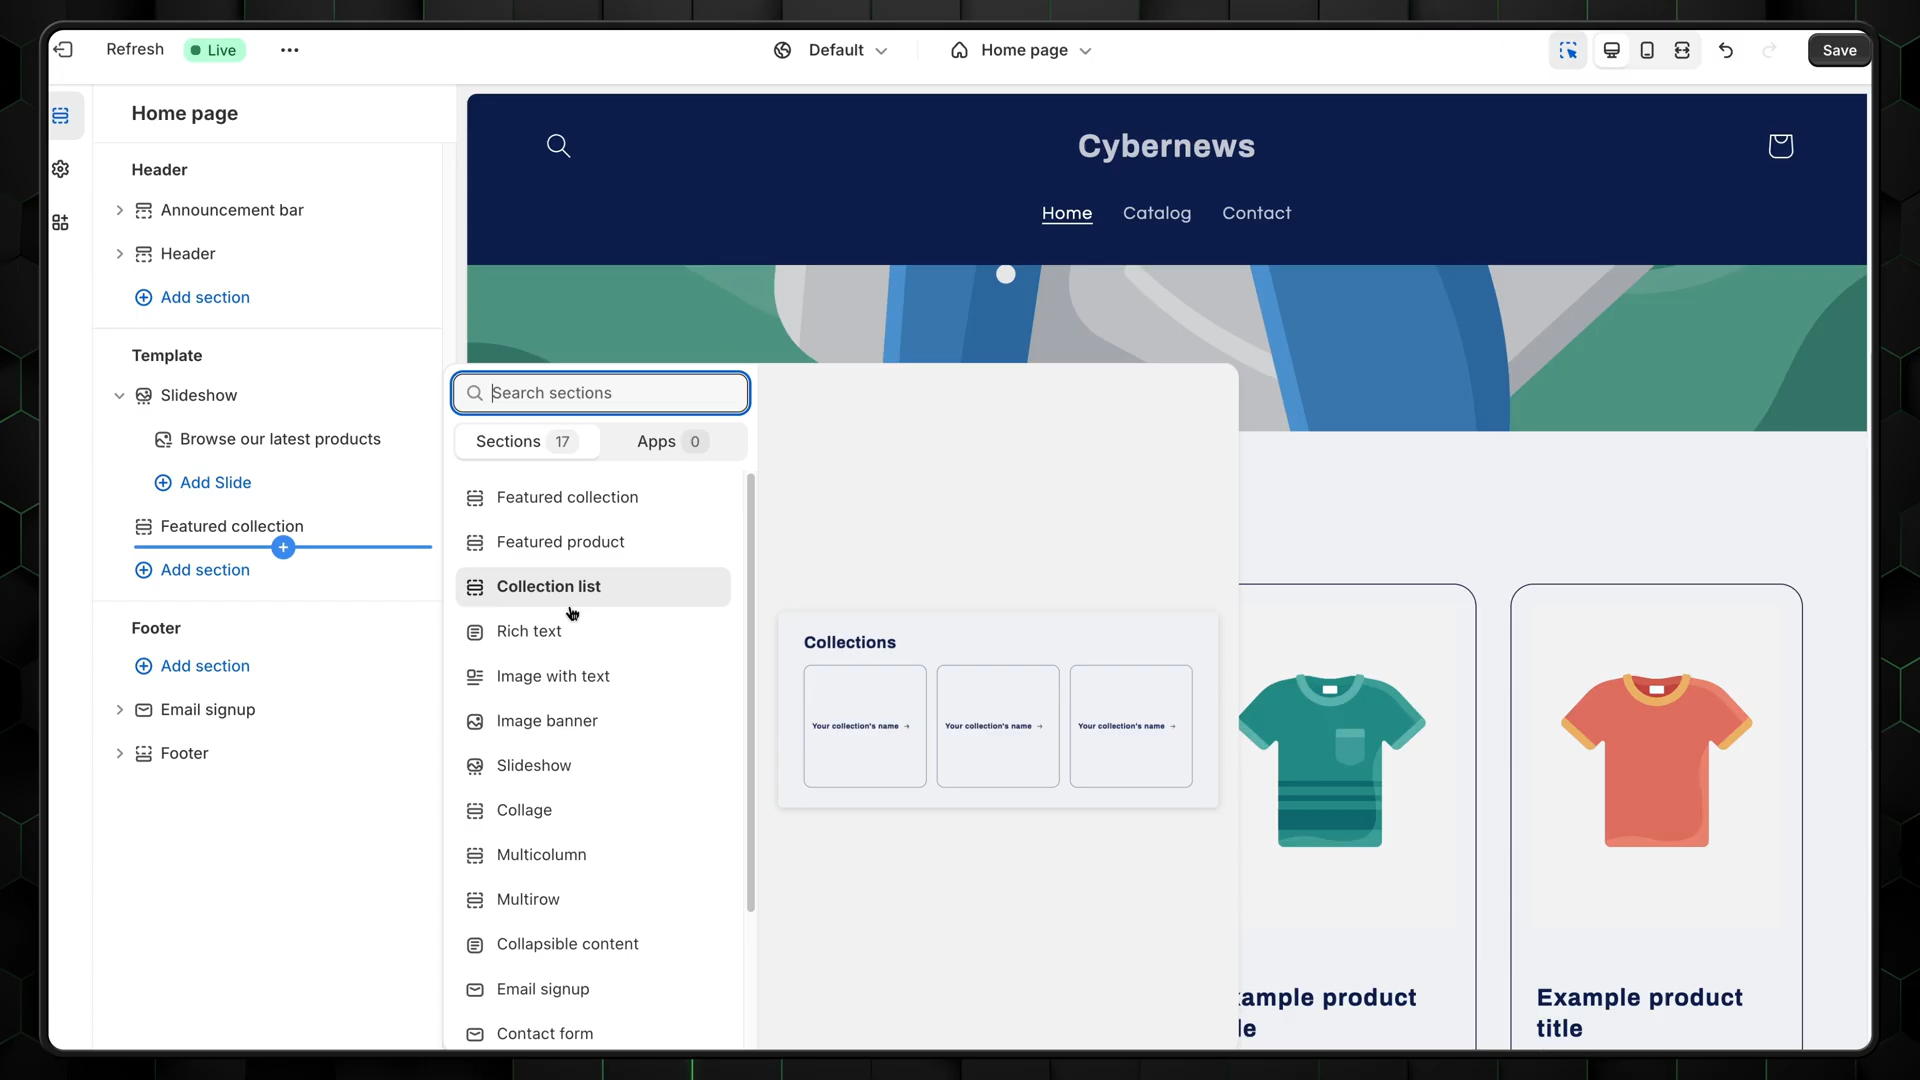 Refresh
Live
Default
Home page
Save
Home page
Header
Announcement bar
Header
Add section
Template
Slideshow
Browse our latest products
Add Slide
Featured collection
Add section
Footer
Add section
Email signup
Footer
Search sections
Sections 17
Apps 0
Featured collection
Featured product
Collection list
Rich text
Image with text
Image banner
Slideshow
Collage
Multicolumn
Multirow
Collapsible content
Email signup
Contact form
Collections
Your collection's name →
Your collection's name →
Your collection's name →
Cybernews
Home Catalog Contact
ample product
le
Example product
title